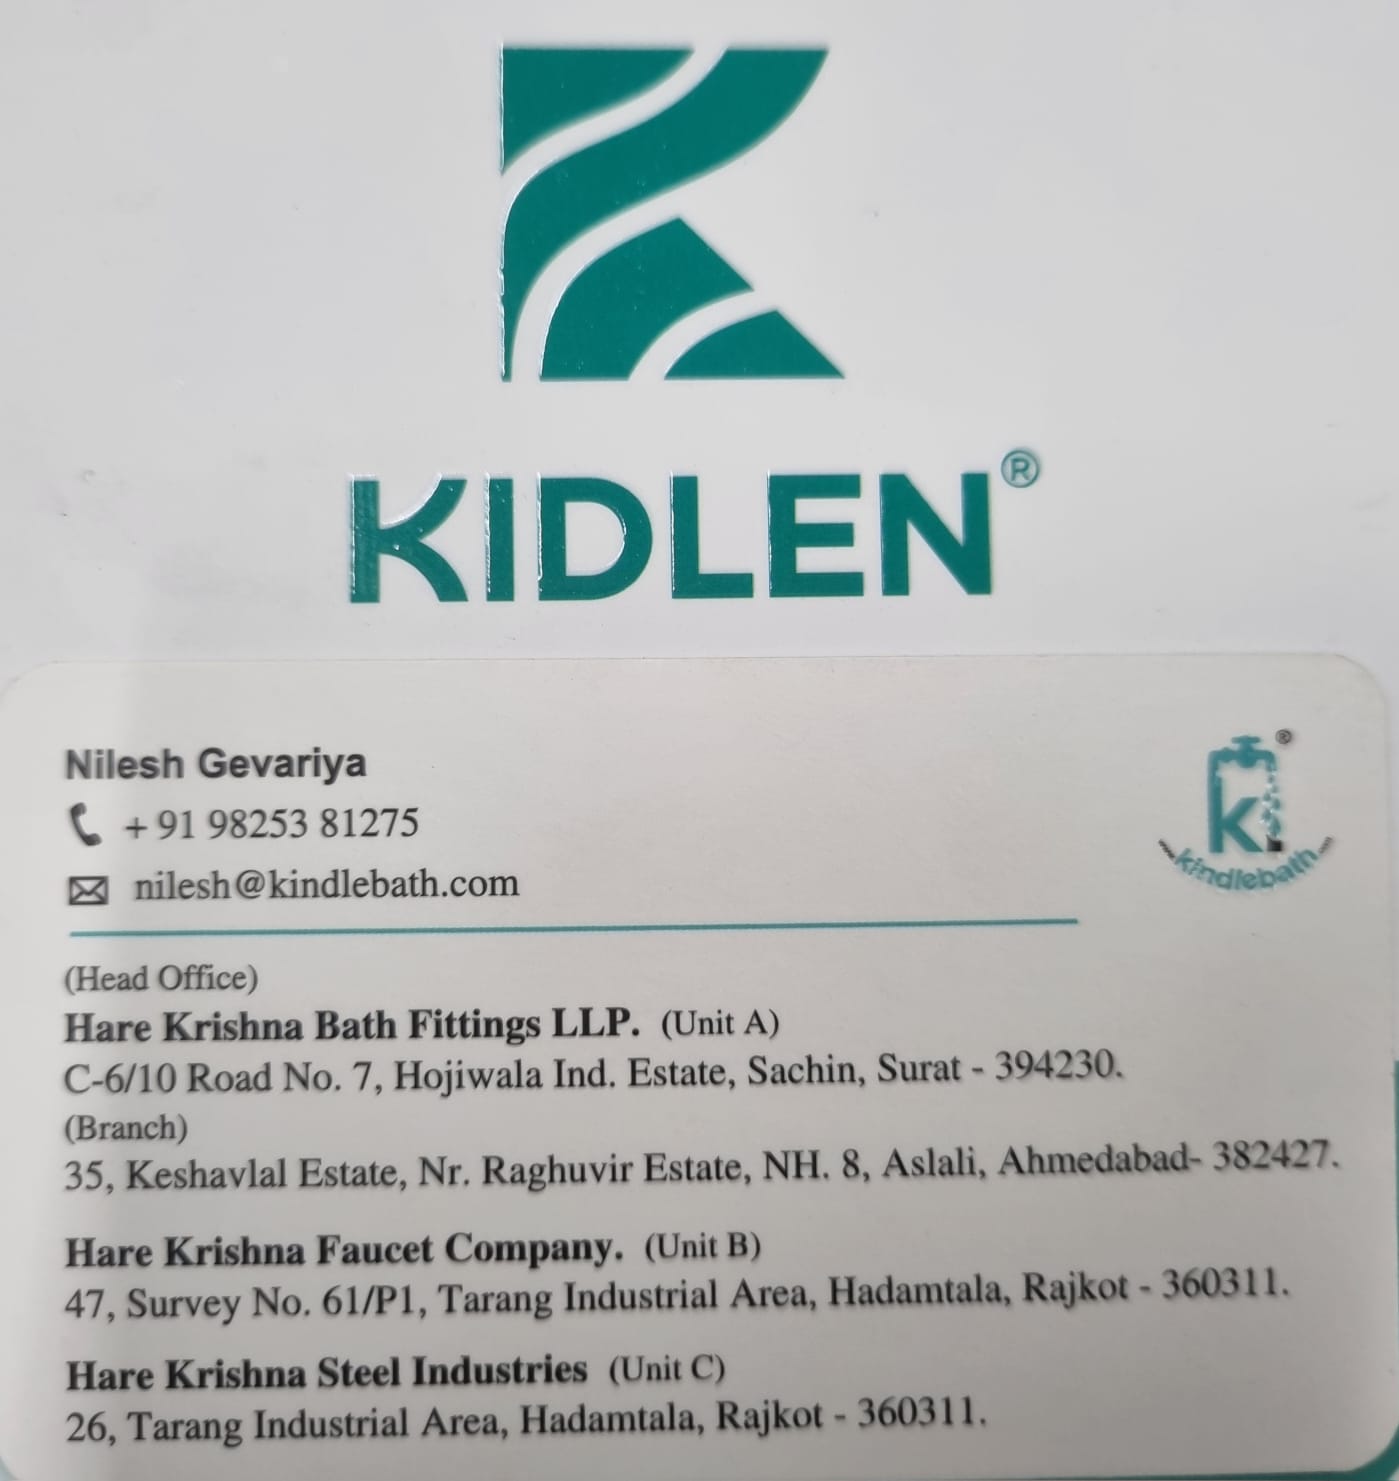 KIDLEN®
Nilesh Gevariya
+ 91 98253 81275
nilesh@kindlebath.com
ki®
www.kindlebath.com
(Head Office)
Hare Krishna Bath Fittings LLP. (Unit A)
C-6/10 Road No. 7, Hojiwala Ind. Estate, Sachin, Surat - 394230.
(Branch)
35, Keshavlal Estate, Nr. Raghuvir Estate, NH. 8, Aslali, Ahmedabad- 382427.
Hare Krishna Faucet Company. (Unit B)
47, Survey No. 61/P1, Tarang Industrial Area, Hadamtala, Rajkot - 360311.
Hare Krishna Steel Industries (Unit C)
26, Tarang Industrial Area, Hadamtala, Rajkot - 360311.